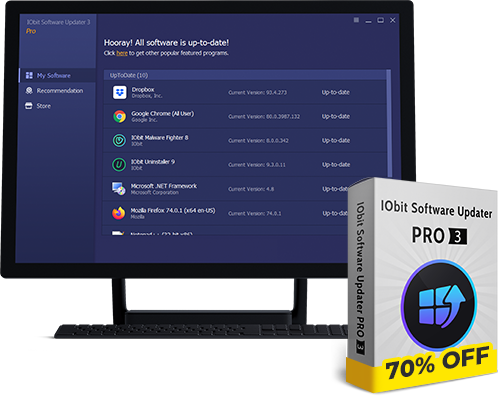 IObit Software Updater 3
Pro
Hooray! All software is up-to-date!
Click here to get other popular featured programs.
My Software
Recommendation
Store
UpToDate (10)
Dropbox
Dropbox, Inc.
Current Version: 93.4.273
Up-to-date
Google Chrome (All User)
Google Inc.
Current Version: 80.0.3987.132
Up-to-date
IObit Malware Fighter 8
IObit
Current Version: 8.0.0.342
Up-to-date
IObit Uninstaller 9
IObit
Current Version: 9.3.0.11
Up-to-date
Microsoft .NET Framework
Microsoft Corporation
Current Version: 4.8
Up-to-date
Mozilla Firefox 74.0.1 (x64 en-US)
Mozilla
Current Version: 74.0.1
Up-to-date
IObit Software Updater
PRO 3
IObit Software Updater PRO 3
70% OFF